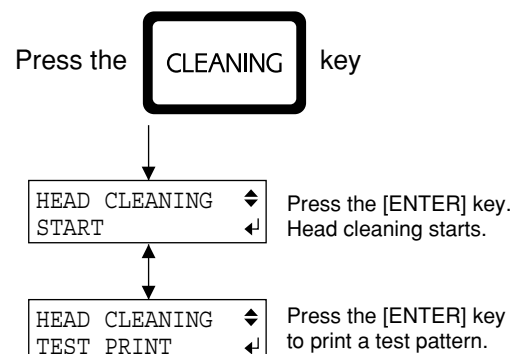 Press the CLEANING key
HEAD CLEANING
START
Press the [ENTER] key.
Head cleaning starts.
HEAD CLEANING
TEST PRINT
Press the [ENTER] key
to print a test pattern.